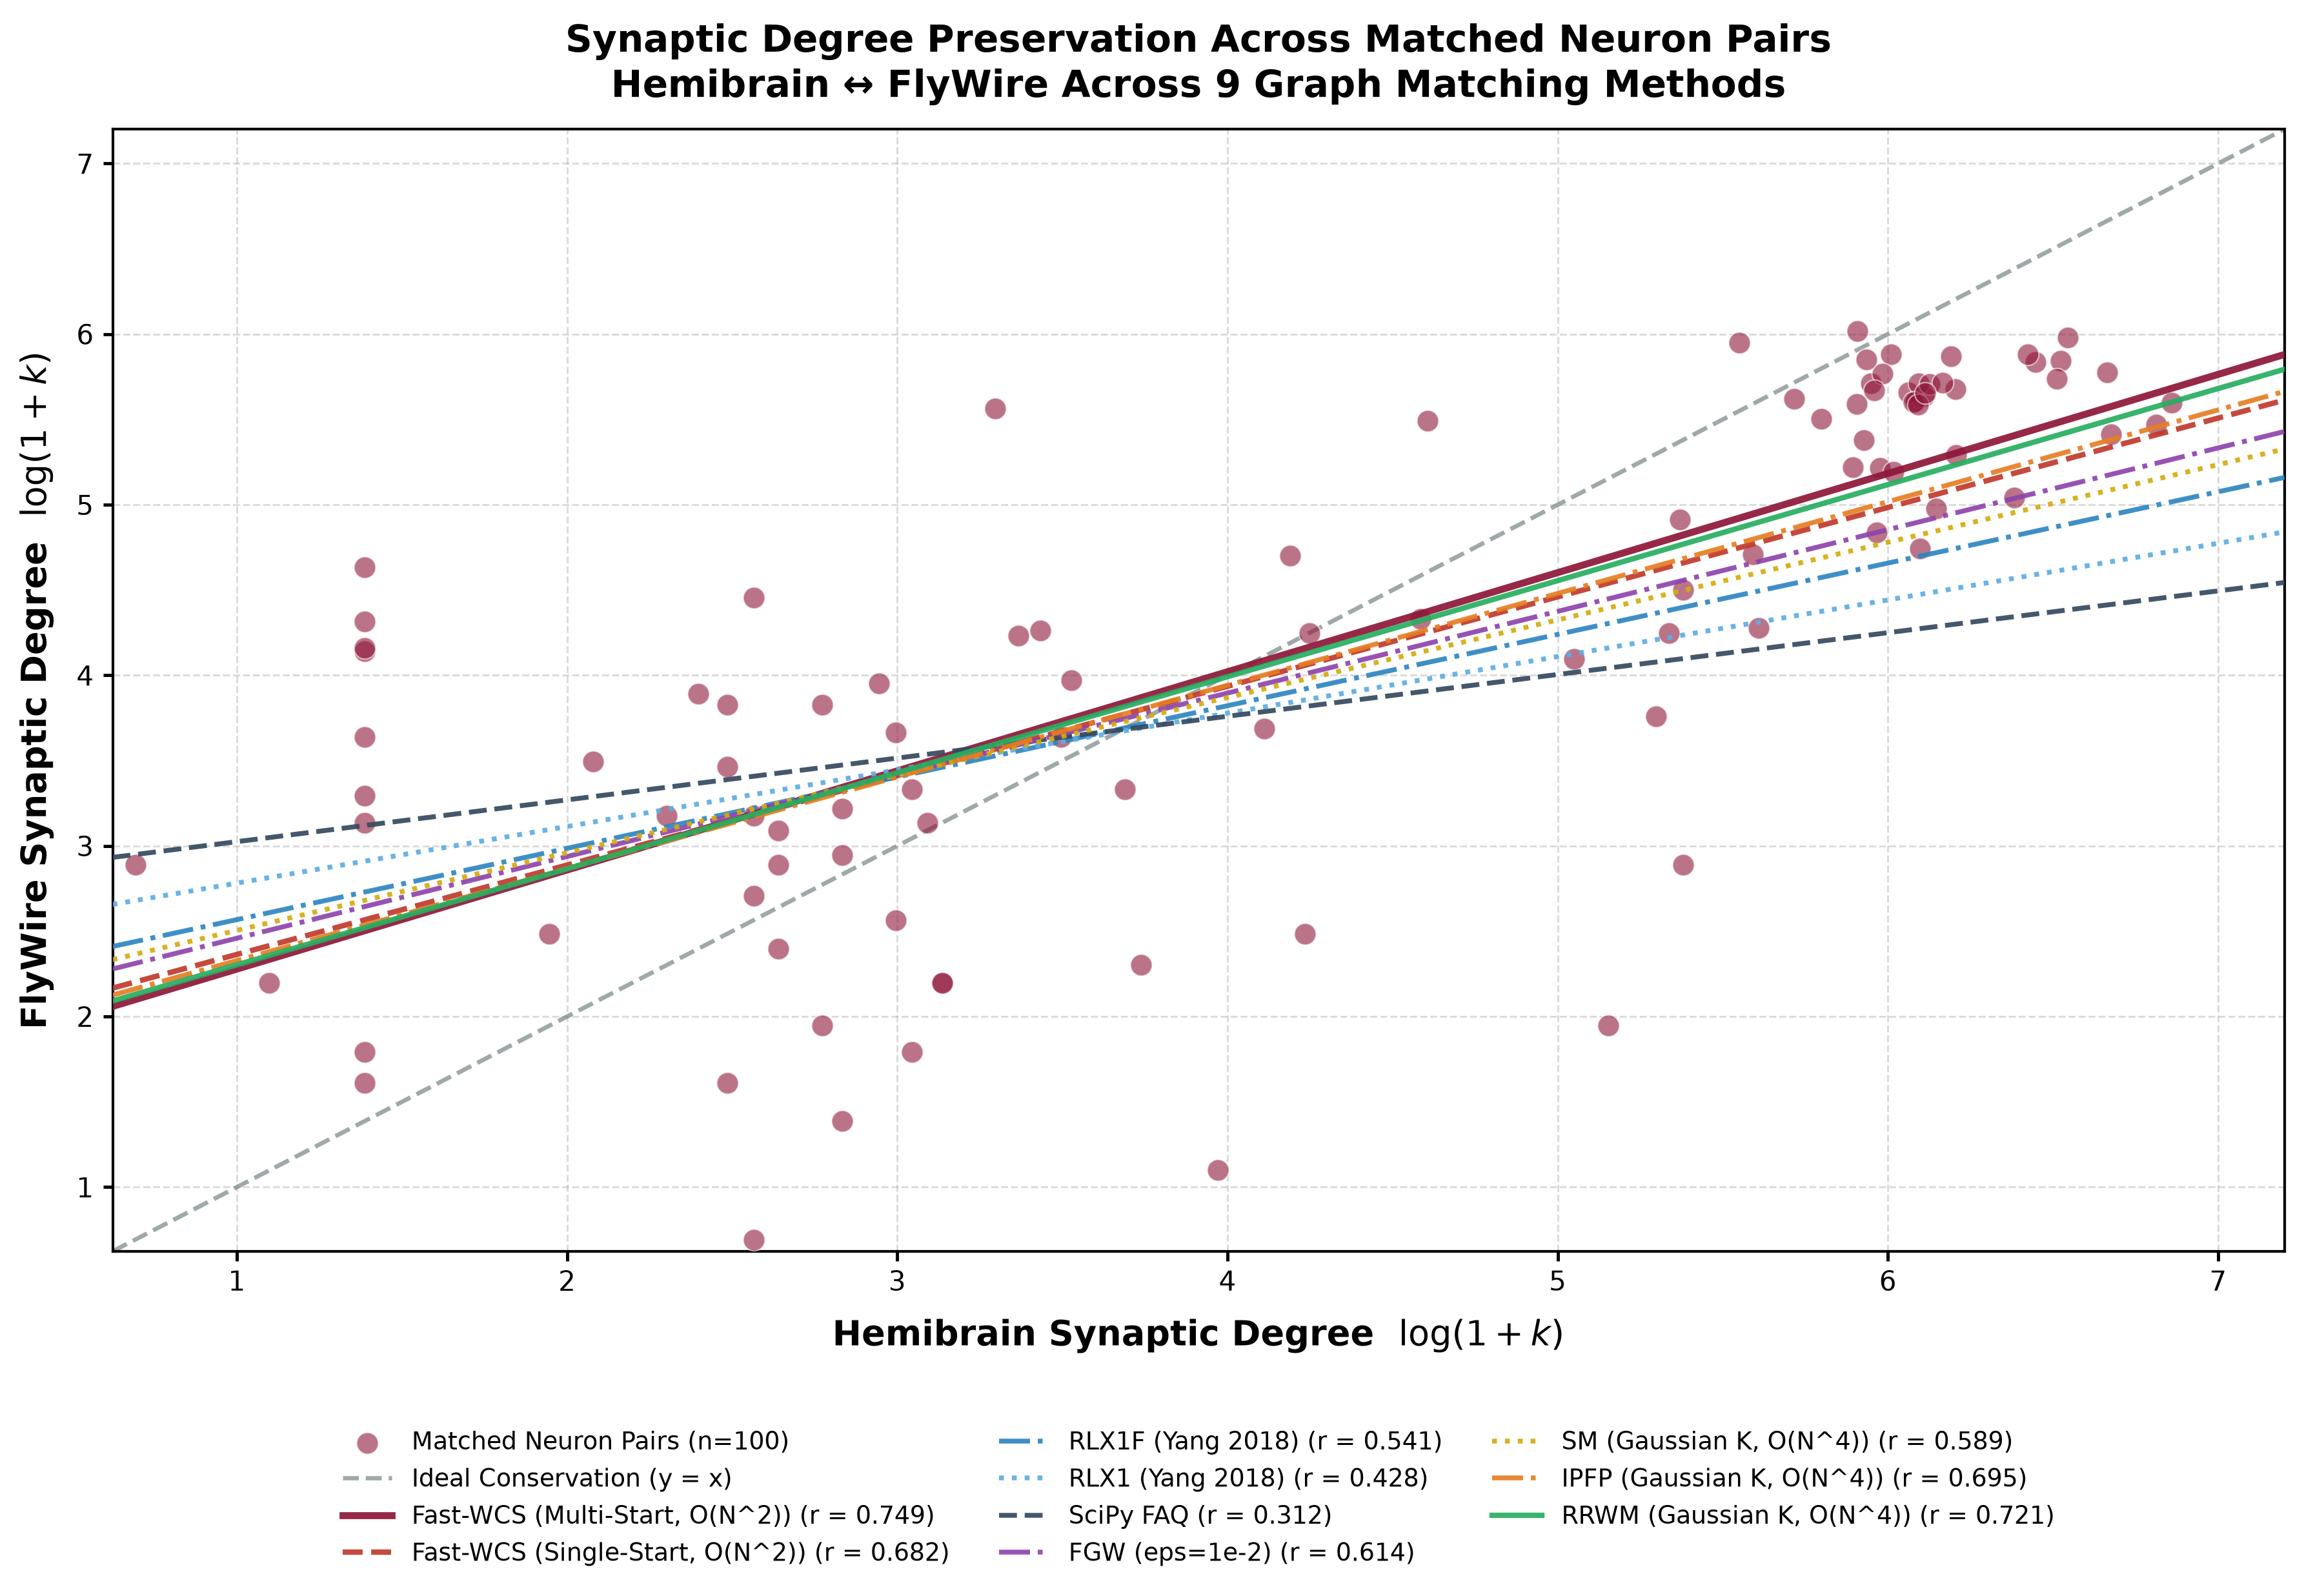 Synaptic Degree Preservation Across Matched Neuron Pairs
Hemibrain ↔ FlyWire Across 9 Graph Matching Methods
FlyWire Synaptic Degree log(1 + k)
7
6
5
4
3
2
1
1 2 3 4 5 6 7
Hemibrain Synaptic Degree log(1 + k)
Matched Neuron Pairs (n=100)
Ideal Conservation (y = x)
Fast-WCS (Multi-Start, O(N^2)) (r = 0.749)
Fast-WCS (Single-Start, O(N^2)) (r = 0.682)
RLX1F (Yang 2018) (r = 0.541)
RLX1 (Yang 2018) (r = 0.428)
SciPy FAQ (r = 0.312)
FGW (eps=1e-2) (r = 0.614)
SM (Gaussian K, O(N^4)) (r = 0.589)
IPFP (Gaussian K, O(N^4)) (r = 0.695)
RRWM (Gaussian K, O(N^4)) (r = 0.721)